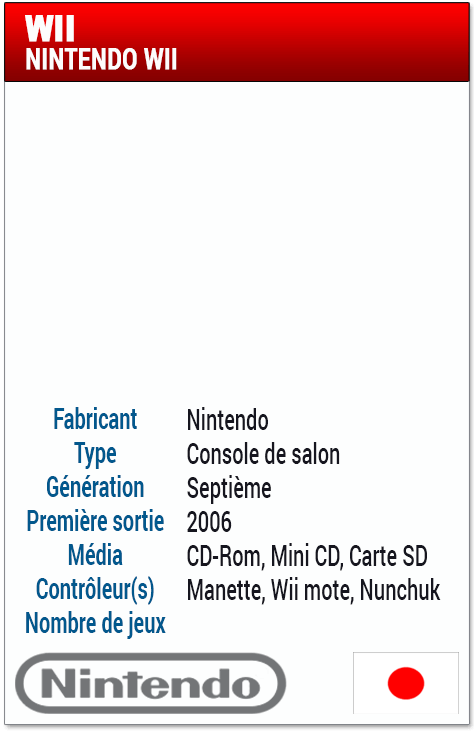 WII
NINTENDO WII
Fabricant Nintendo
Type Console de salon
Génération Septième
Première sortie 2006
Média CD-Rom, Mini CD, Carte SD
Contrôleur(s) Manette, Wii mote, Nunchuk
Nombre de jeux
Nintendo